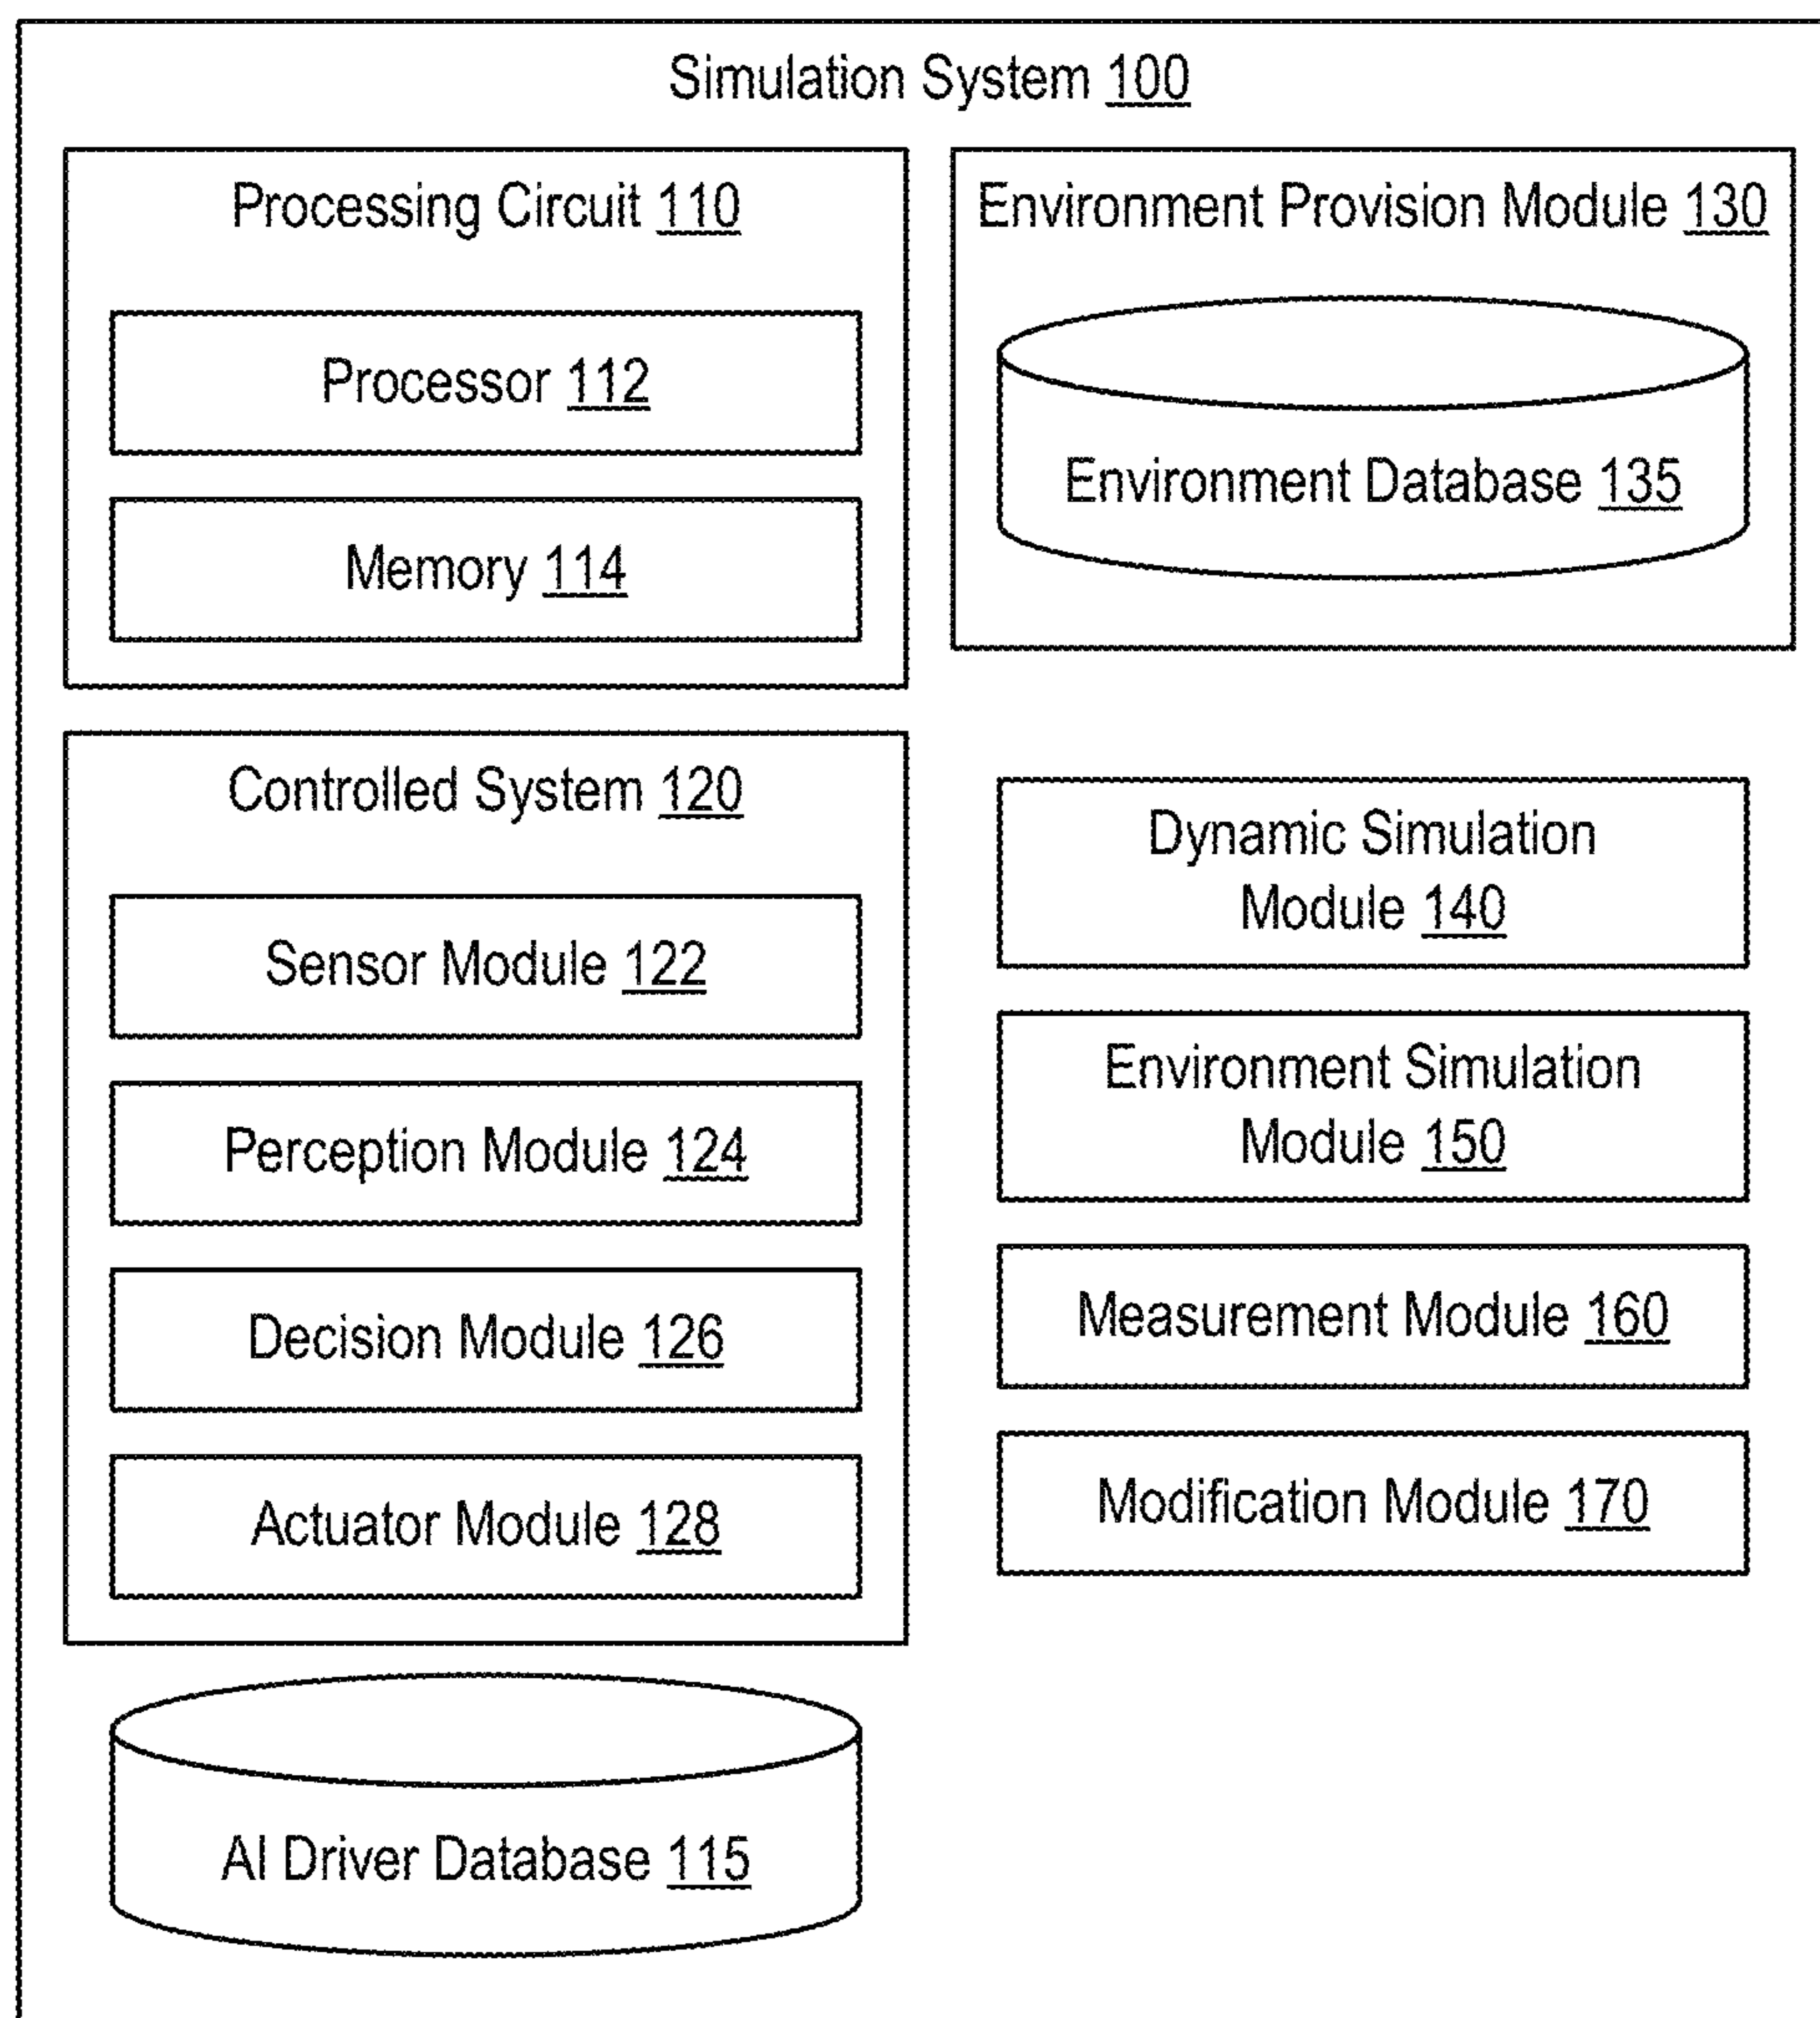 Simulation System 100
Processing Circuit 110
Processor 112
Memory 114
Environment Provision Module 130
Environment Database 135
Controlled System 120
Sensor Module 122
Perception Module 124
Decision Module 126
Actuator Module 128
Dynamic Simulation
Module 140
Environment Simulation
Module 150
Measurement Module 160
Modification Module 170
AI Driver Database 115